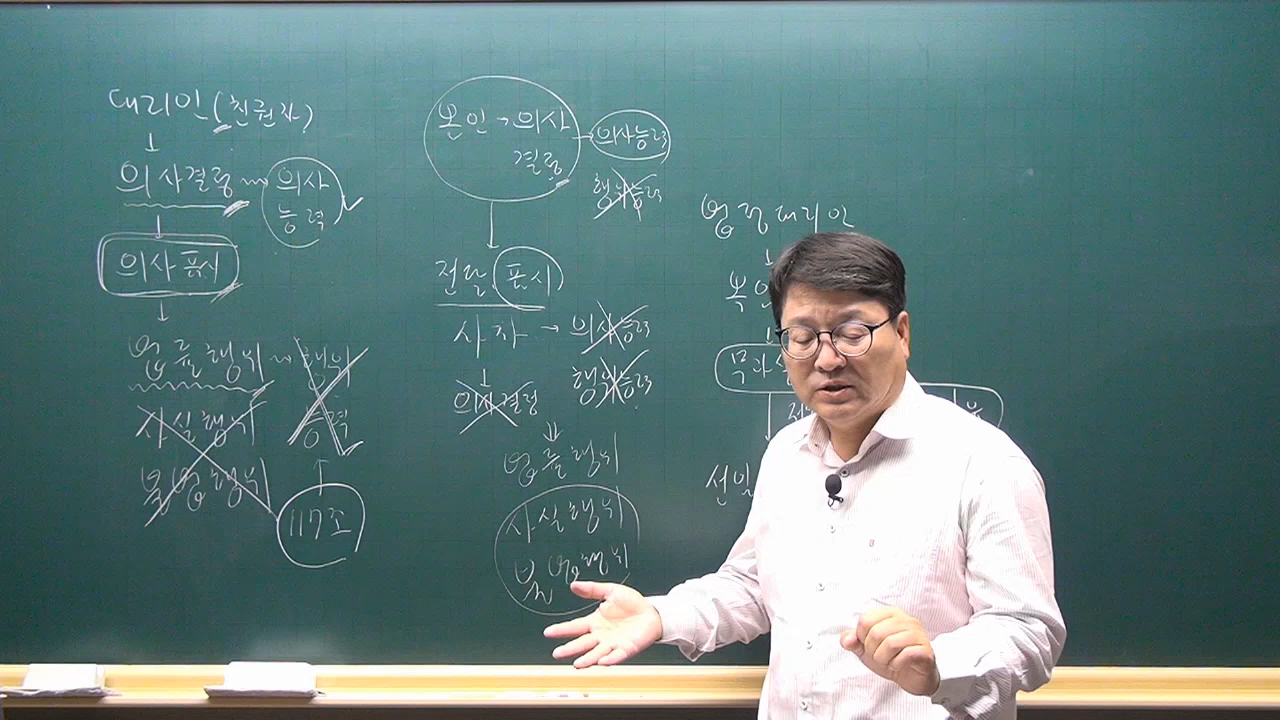 대리인(친권자)
↓
의사결정 의사
능력
↓
의사표시
↓
법률행위 행위
능력
사실행위
불법행위
117조
본인→의사 의사능력
결정
행위능력
↓
전달(표시)
사자 → 의사능력
↓
의사결정 행위능력
⇓
법률행위
사실행위
불법행위
법정대리인
↓
↓
↓